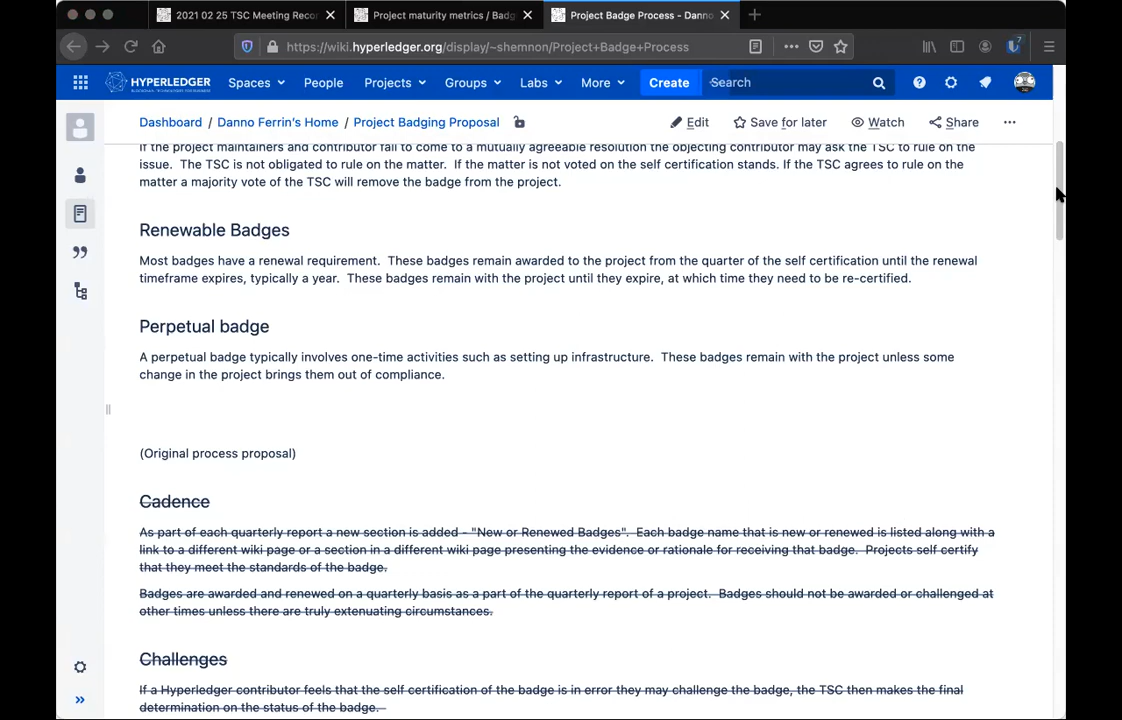 2021 02 25 TSC Meeting Recor
Project maturity metrics / Badg
Project Badge Process - Danno
https://wiki.hyperledger.org/display/~shemnon/Project+Badge+Process
7
HYPERLEDGER
Spaces
People
Projects
Groups
Labs
More
Create
Search
Dashboard / Danno Ferrin's Home / Project Badging Proposal
Edit
Save for later
Watch
Share
If the project maintainers and contributor fail to come to a mutually agreeable resolution the objecting contributor may ask the TSC to rule on the
issue. The TSC is not obligated to rule on the matter. If the matter is not voted on the self certification stands. If the TSC agrees to rule on the
matter a majority vote of the TSC will remove the badge from the project.
Renewable Badges
Most badges have a renewal requirement. These badges remain awarded to the project from the quarter of the self certification until the renewal
timeframe expires, typically a year. These badges remain with the project until they expire, at which time they need to be re-certified.
Perpetual badge
A perpetual badge typically involves one-time activities such as setting up infrastructure. These badges remain with the project unless some
change in the project brings them out of compliance.
(Original process proposal)
Cadence
As part of each quarterly report a new section is added - "New or Renewed Badges". Each badge name that is new or renewed is listed along with a
link to a different wiki page or a section in a different wiki page presenting the evidence or rationale for receiving that badge. Projects self certify
that they meet the standards of the badge.
Badges are awarded and renewed on a quarterly basis as a part of the quarterly report of a project. Badges should not be awarded or challenged at
other times unless there are truly extenuating circumstances.
Challenges
If a Hyperledger contributor feels that the self certification of the badge is in error they may challenge the badge, the TSC then makes the final
determination on the status of the badge.